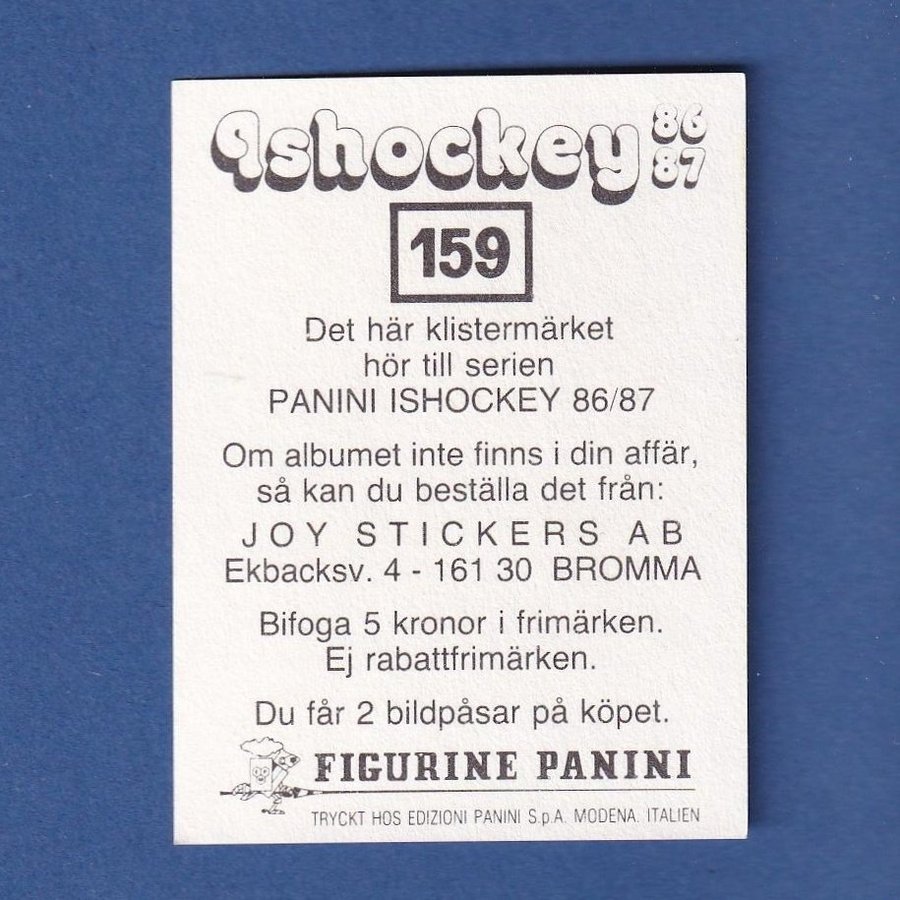 Ishockey 86
87
159
Det här klistermärket
hör till serien
PANINI ISHOCKEY 86/87
Om albumet inte finns i din affär,
så kan du beställa det från:
JOY STICKERS AB
Ekbacksv. 4 - 161 30 BROMMA
Bifoga 5 kronor i frimärken.
Ej rabattfrimärken.
Du får 2 bildpåsar på köpet.
FIGURINE PANINI
TRYCKT HOS EDIZIONI PANINI S.p.A. MODENA. ITALIEN